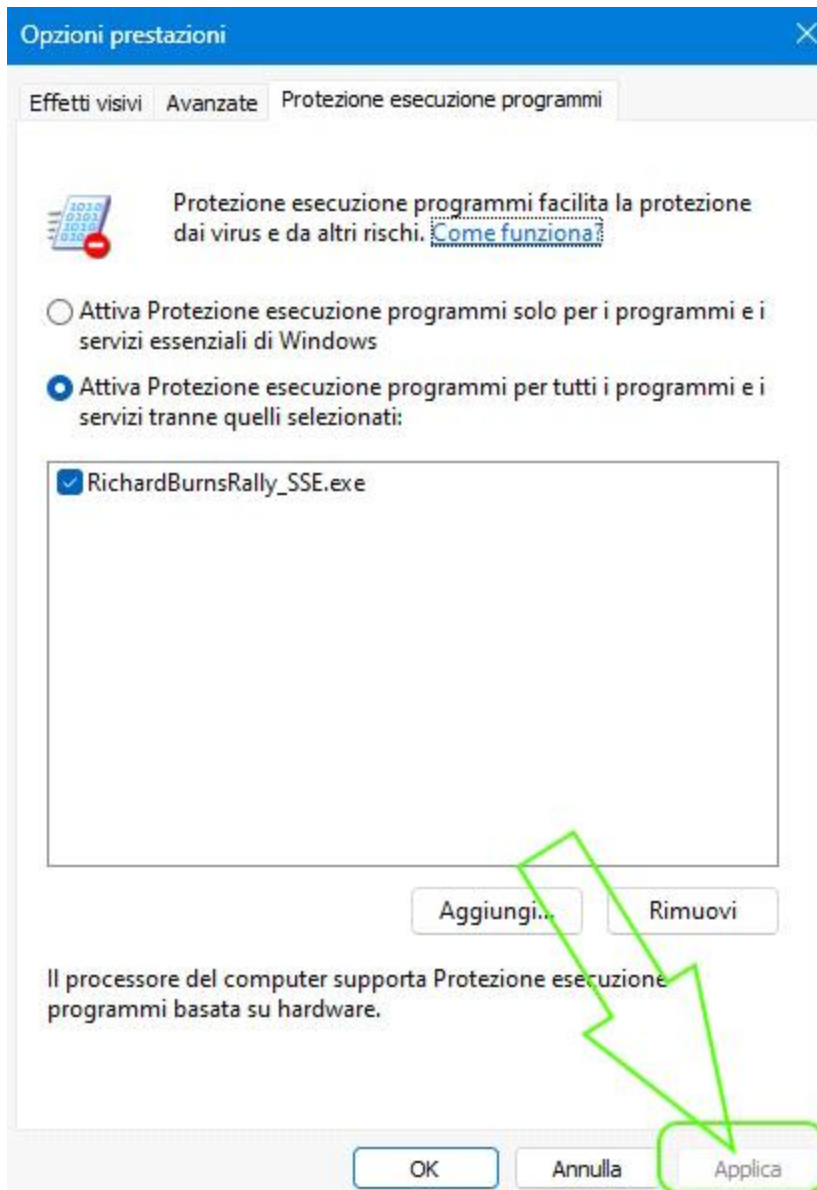 Opzioni prestazioni
Effetti visivi Avanzate Protezione esecuzione programmi
Protezione esecuzione programmi facilita la protezione
dai virus e da altri rischi. Come funziona?
Attiva Protezione esecuzione programmi solo per i programmi e i
servizi essenziali di Windows
Attiva Protezione esecuzione programmi per tutti i programmi e i
servizi tranne quelli selezionati:
RichardBurnsRally_SSE.exe
Aggiungi... Rimuovi
Il processore del computer supporta Protezione esecuzione
programmi basata su hardware.
OK Annulla Applica